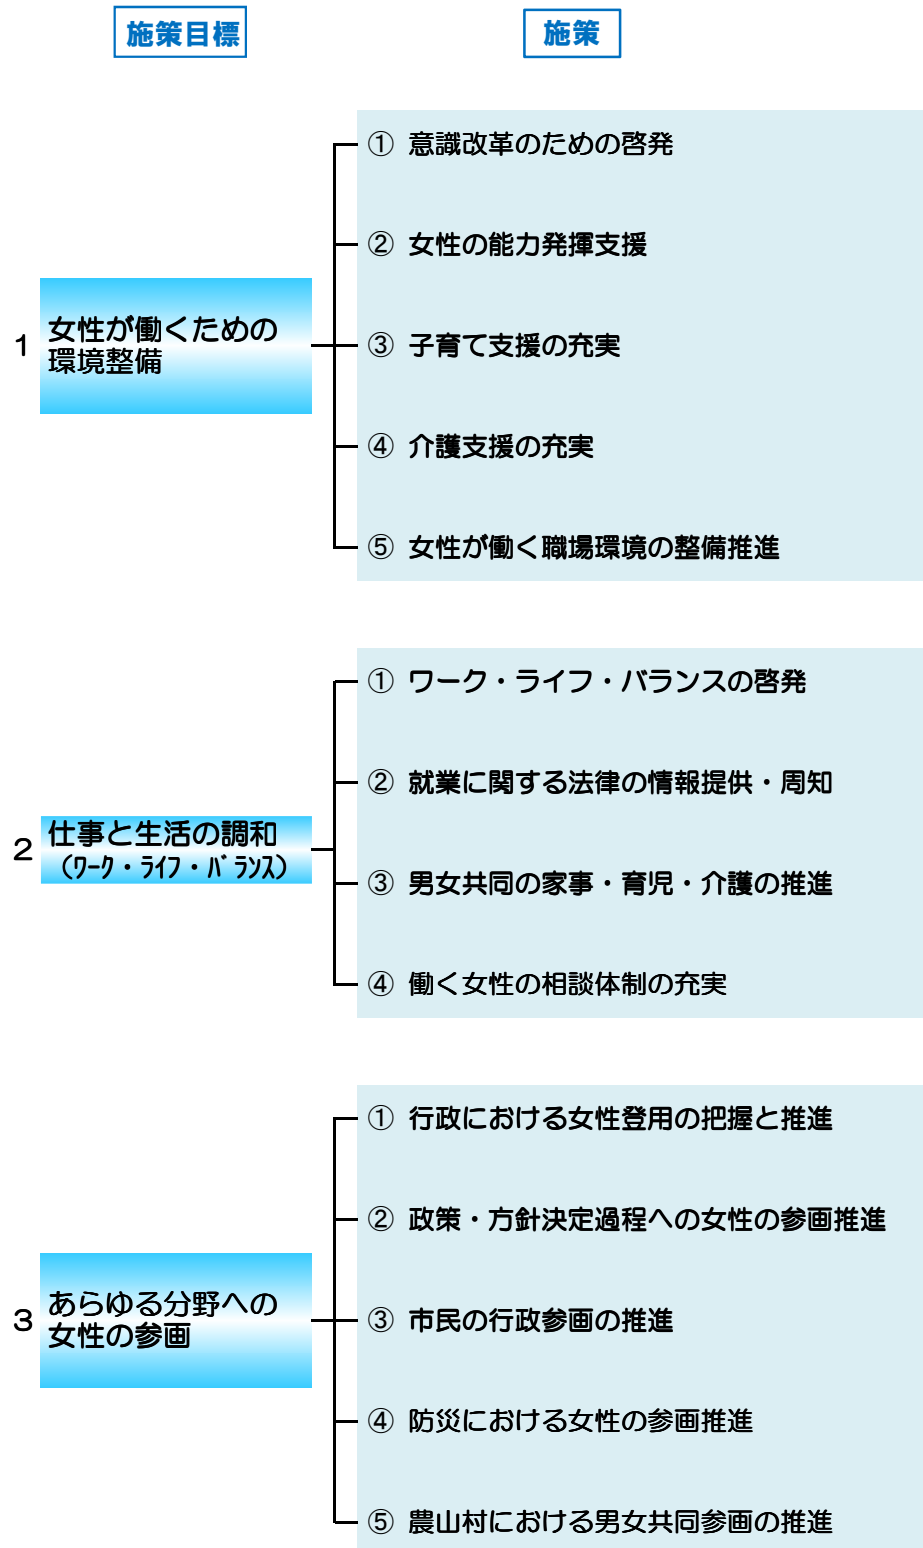 施策目標
施策
1
女性が働くための
環境整備
① 意識改革のための啓発
② 女性の能力発揮支援
③ 子育て支援の充実
④ 介護支援の充実
⑤ 女性が働く職場環境の整備推進
2
仕事と生活の調和
（ﾜｰｸ・ﾗｲﾌ・ﾊﾞﾗﾝｽ）
① ワーク・ライフ・バランスの啓発
② 就業に関する法律の情報提供・周知
③ 男女共同の家事・育児・介護の推進
④ 働く女性の相談体制の充実
3
あらゆる分野への
女性の参画
① 行政における女性登用の把握と推進
② 政策・方針決定過程への女性の参画推進
③ 市民の行政参画の推進
④ 防災における女性の参画推進
⑤ 農山村における男女共同参画の推進